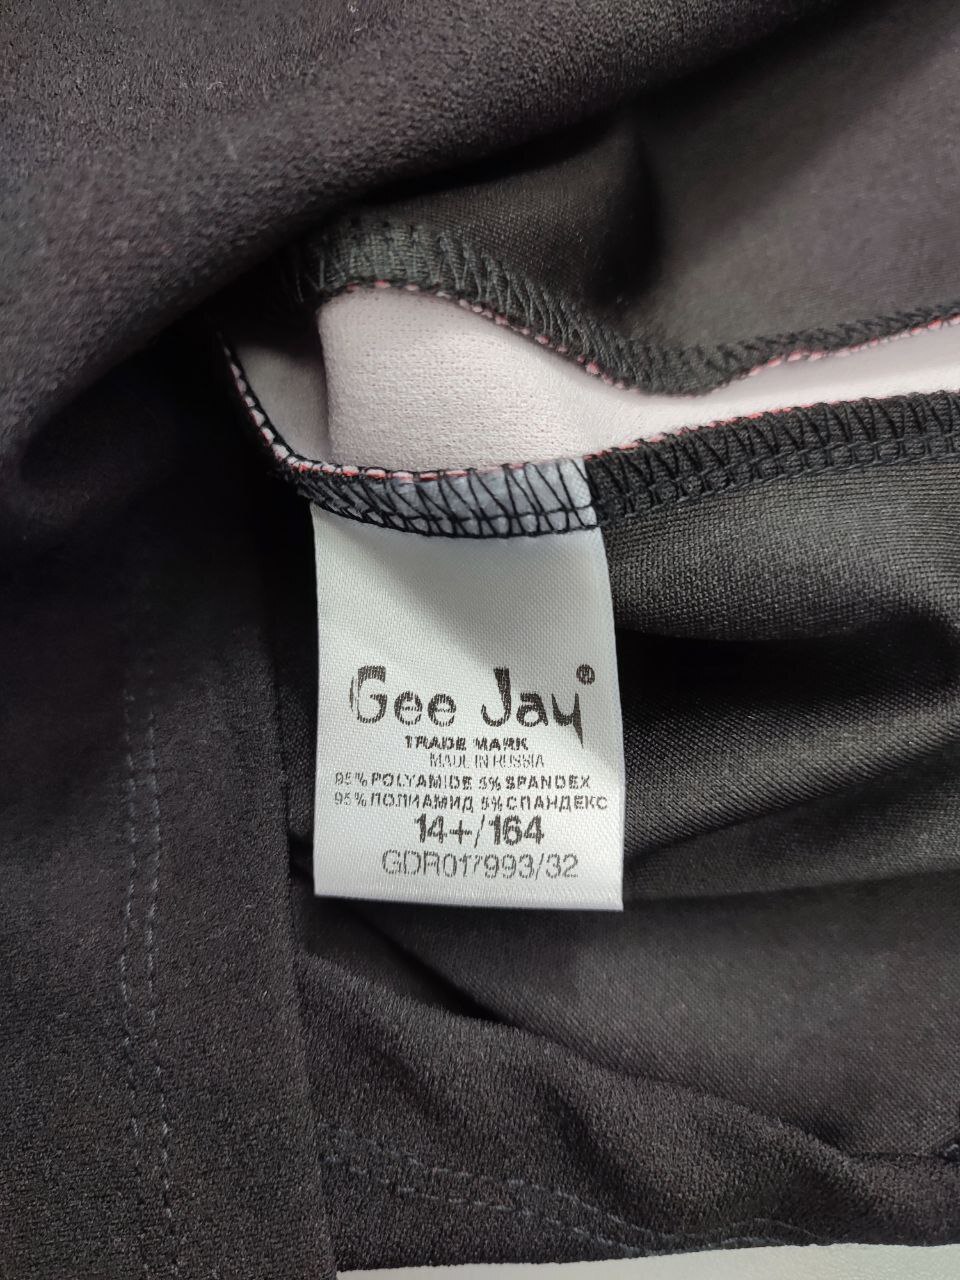 Gee Jay®
TRADE MARK
MADE IN RUSSIA
95% POLYAMIDE 5% SPANDEX
95% ПОЛИАМИД 5% СПАНДЕКС
14+/164
GDR017993/32